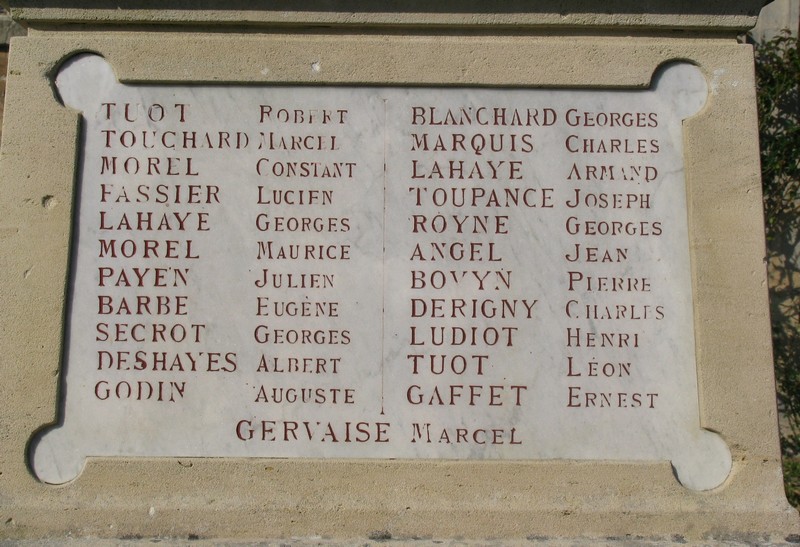 TUOT ROBERT
TOUCHARD MARCEL
MOREL CONSTANT
FASSIER LUCIEN
LAHAYE GEORGES
MOREL MAURICE
PAYEN JULIEN
BARBE EUGÈNE
SECROT GEORGES
DESHAYES ALBERT
GODIN AUGUSTE
BLANCHARD GEORGES
MARQUIS CHARLES
LAHAYE ARMAND
TOUPANCE JOSEPH
ROYNE GEORGES
ANGEL JEAN
BOVYN PIERRE
DERIGNY CHARLES
LUDIOT HENRI
TUOT LÉON
GAFFET ERNEST
GERVAISE MARCEL